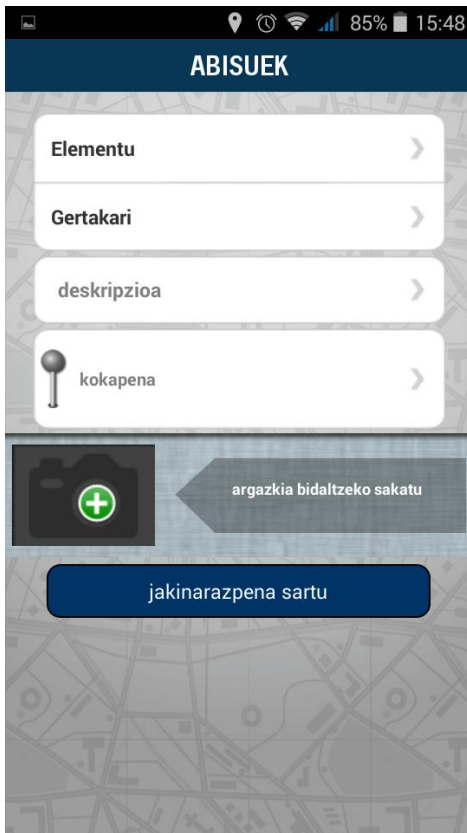 85% 15:48
ABISUEK
Elementu
Gertakari
deskripzioa
kokapena
argazkia bidaltzeko sakatu
jakinarazpena sartu